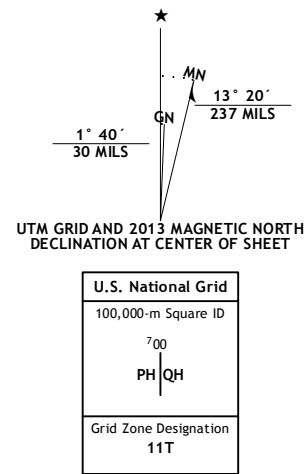 ★
MN
GN
13° 20´
237 MILS
1° 40´
30 MILS
UTM GRID AND 2013 MAGNETIC NORTH
DECLINATION AT CENTER OF SHEET
U.S. National Grid
100,000-m Square ID
⁷00
PH QH
Grid Zone Designation
11T